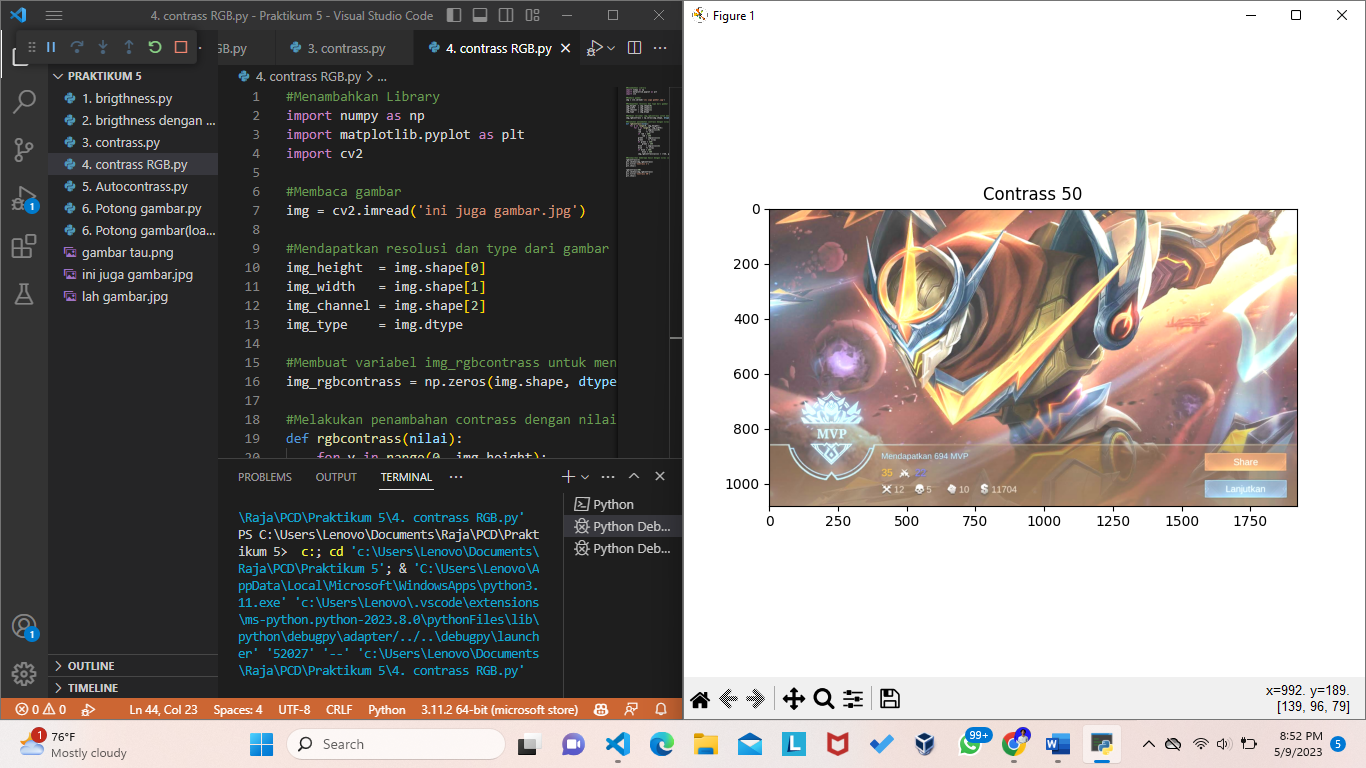 4. contrass RGB.py - Praktikum 5 - Visual Studio Code
GB.py
3. contrass.py
4. contrass RGB.py
PRAKTIKUM 5
1. brigthness.py
2. brigthness dengan ...
3. contrass.py
4. contrass RGB.py
5. Autocontrass.py
6. Potong gambar.py
6. Potong gambar(loa...
gambar tau.png
ini juga gambar.jpg
lah gambar.jpg
OUTLINE
TIMELINE
1
1
4. contrass RGB.py > ...
1 #Menambahkan Library
2 import numpy as np
3 import matplotlib.pyplot as plt
4 import cv2
5
6 #Membaca gambar
7 img = cv2.imread('ini juga gambar.jpg')
8
9 #Mendapatkan resolusi dan type dari gambar
10 img_height  = img.shape[0]
11 img_width   = img.shape[1]
12 img_channel = img.shape[2]
13 img_type    = img.dtype
14
15 #Membuat variabel img_rgbcontrass untuk men
16 img_rgbcontrass = np.zeros(img.shape, dtype
17
18 #Melakukan penambahan contrass dengan nilai
19 def rgbcontrass(nilai):
20 for y in range(0, img_height):
PROBLEMS OUTPUT TERMINAL ...
\Raja\PCD\Praktikum 5\4. contrass RGB.py'
PS C:\Users\Lenovo\Documents\Raja\PCD\Prakt
ikum 5>  c:; cd 'c:\Users\Lenovo\Documents\
Raja\PCD\Praktikum 5'; & 'C:\Users\Lenovo\A
ppData\Local\Microsoft\WindowsApps\python3.
11.exe' 'c:\Users\Lenovo\.vscode\extensions
\ms-python.python-2023.8.0\pythonFiles\lib\
python\debugpy\adapter/../..\debugpy\launch
er' '52027' '--' 'c:\Users\Lenovo\Documents
\Raja\PCD\Praktikum 5\4. contrass RGB.py'
Python
Python Deb...
Python Deb...
0 0
Ln 44, Col 23 Spaces: 4 UTF-8 CRLF Python 3.11.2 64-bit (microsoft store)
Figure 1
Contrass 50
0
200
400
600
800
1000
0 250 500 750 1000 1250 1500 1750
MVP
Mendapatkan 694 MVP
35
12 5 10 11704
Share
Lanjutkan
x=992. y=189.
[139, 96, 79]
1
76°F
Mostly cloudy
Search
99+
8:52 PM
5/9/2023
5